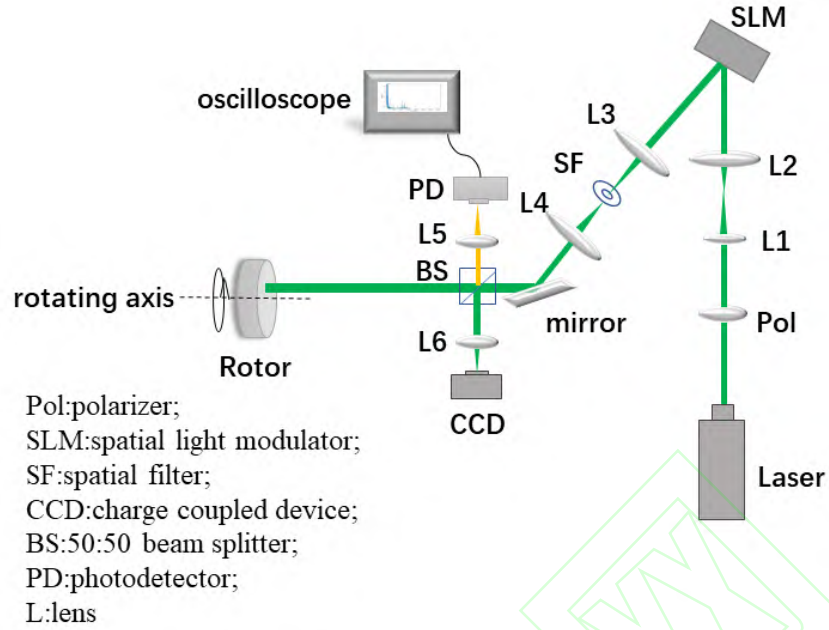 SLM
oscilloscope
L3
SF
L2
PD
L4
L5
L1
BS
rotating axis
mirror
Pol
L6
Rotor
CCD
Laser
Pol:polarizer;
SLM:spatial light modulator;
SF:spatial filter;
CCD:charge coupled device;
BS:50:50 beam splitter;
PD:photodetector;
L:lens